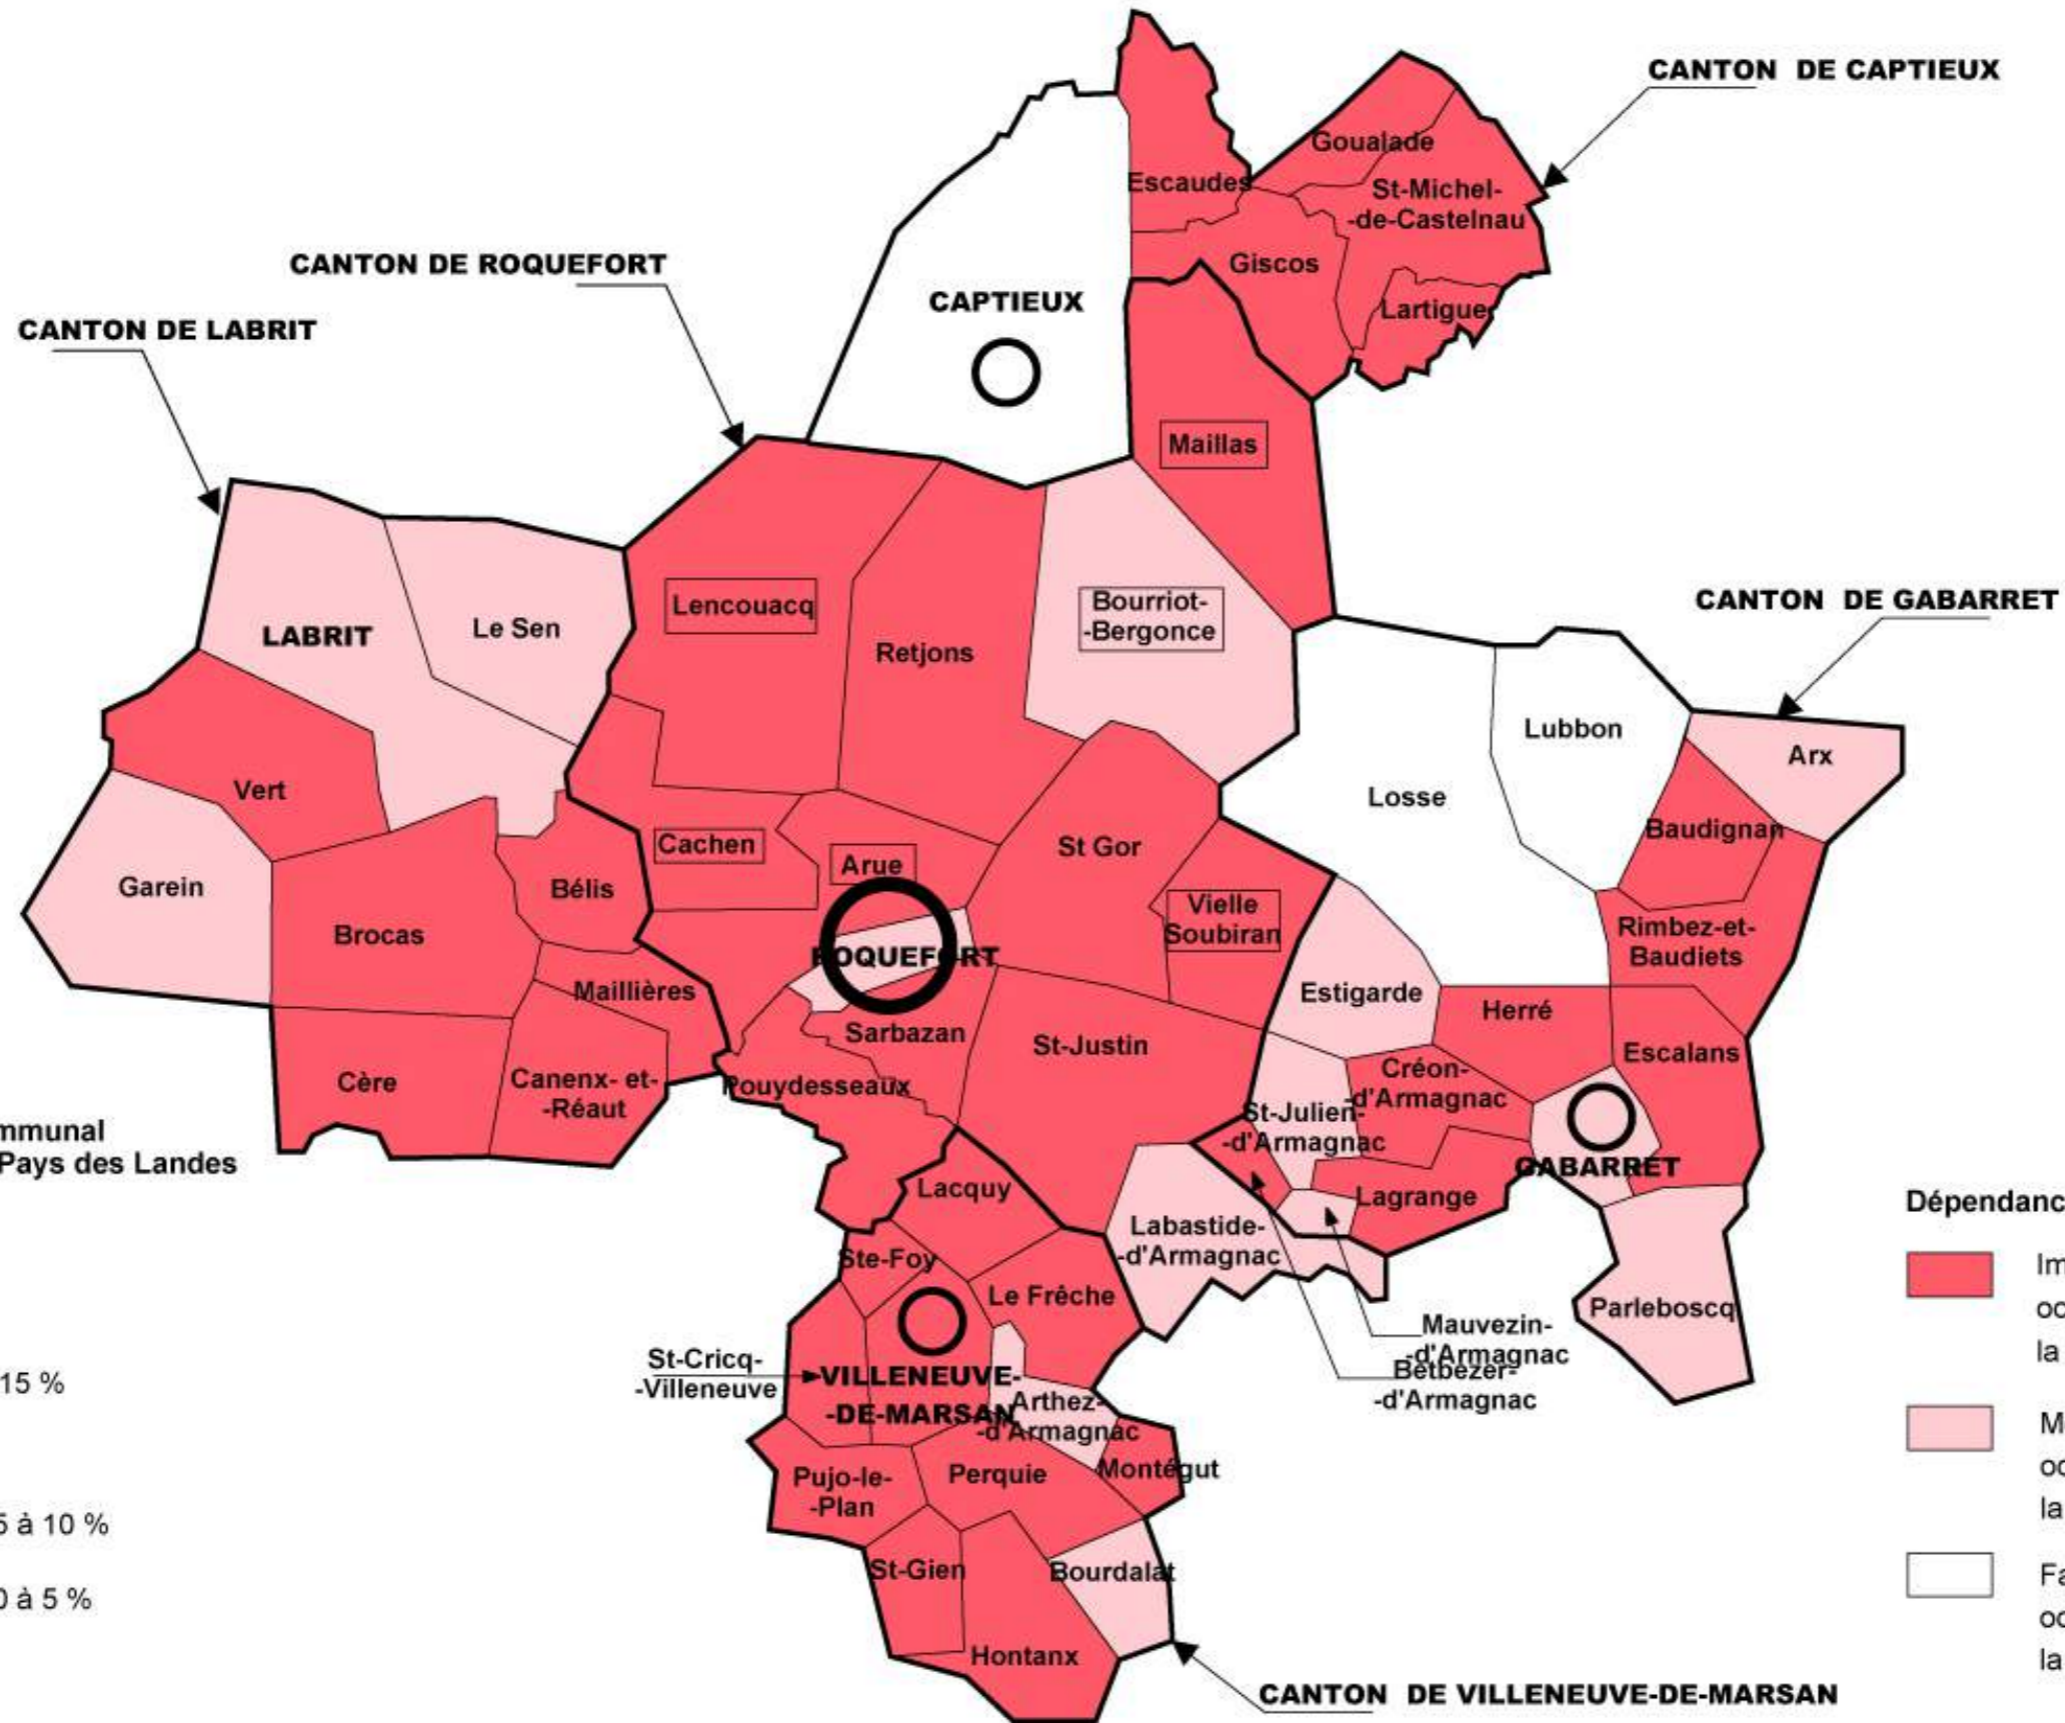 CANTON DE CAPTIEUX
Goualade
Escaudes
St-Michel-
-de-Castelnau
CANTON DE ROQUEFORT
Giscos
CAPTIEUX
Lartigue
CANTON DE LABRIT
Maillas
CANTON DE GABARRET
Lencouacq
Bourriot-
-Bergonce
LABRIT
Le Sen
Retjons
Lubbon
Arx
Vert
Losse
Baudignan
Cachen
Arue
St Gor
Garein
Bélis
Vielle
Soubiran
Brocas
Rimbez-et-
Baudiets
ROQUEFORT
Maillières
Estigarde
Herré
Sarbazan
St-Justin
Escalans
Cère
Canenx- et-
-Réaut
Pouydesseaux
Créon-
-d'Armagnac
St-Julien-
-d'Armagnac
mmunal
Pays des Landes
GABARRET
Lacquy
Lagrange
Dépendanc
Labastide-
-d'Armagnac
Ste-Foy
Im
oc
la
Le Frêche
Parleboscq
Mauvezin-
-d'Armagnac
Betbezer-
-d'Armagnac
St-Cricq-
-Villeneuve
VILLENEUVE-
-DE-MARSAN
15 %
Arthez-
-d'Armagnac
M
oc
la
Montégut
Pujo-le-
-Plan
Perquie
5 à 10 %
St-Gien
Bourdalat
Fa
oc
la
0 à 5 %
Hontanx
CANTON DE VILLENEUVE-DE-MARSAN